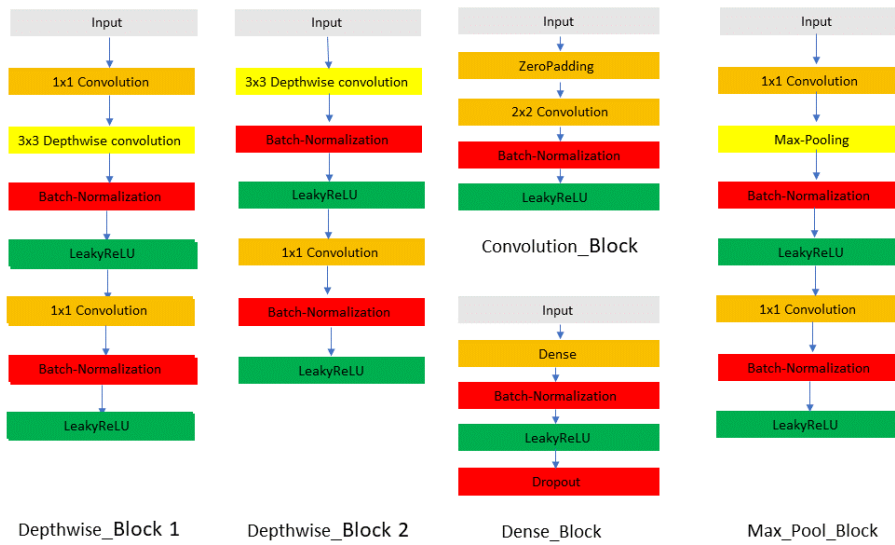 Input
1x1 Convolution
3x3 Depthwise convolution
Batch-Normalization
LeakyReLU
1x1 Convolution
Batch-Normalization
LeakyReLU
Depthwise_Block 1
Input
3x3 Depthwise convolution
Batch-Normalization
LeakyReLU
1x1 Convolution
Batch-Normalization
LeakyReLU
Depthwise_Block 2
Input
ZeroPadding
2x2 Convolution
Batch-Normalization
LeakyReLU
Convolution_Block
Input
Dense
Batch-Normalization
LeakyReLU
Dropout
Dense_Block
Input
1x1 Convolution
Max-Pooling
Batch-Normalization
LeakyReLU
1x1 Convolution
Batch-Normalization
LeakyReLU
Max_Pool_Block